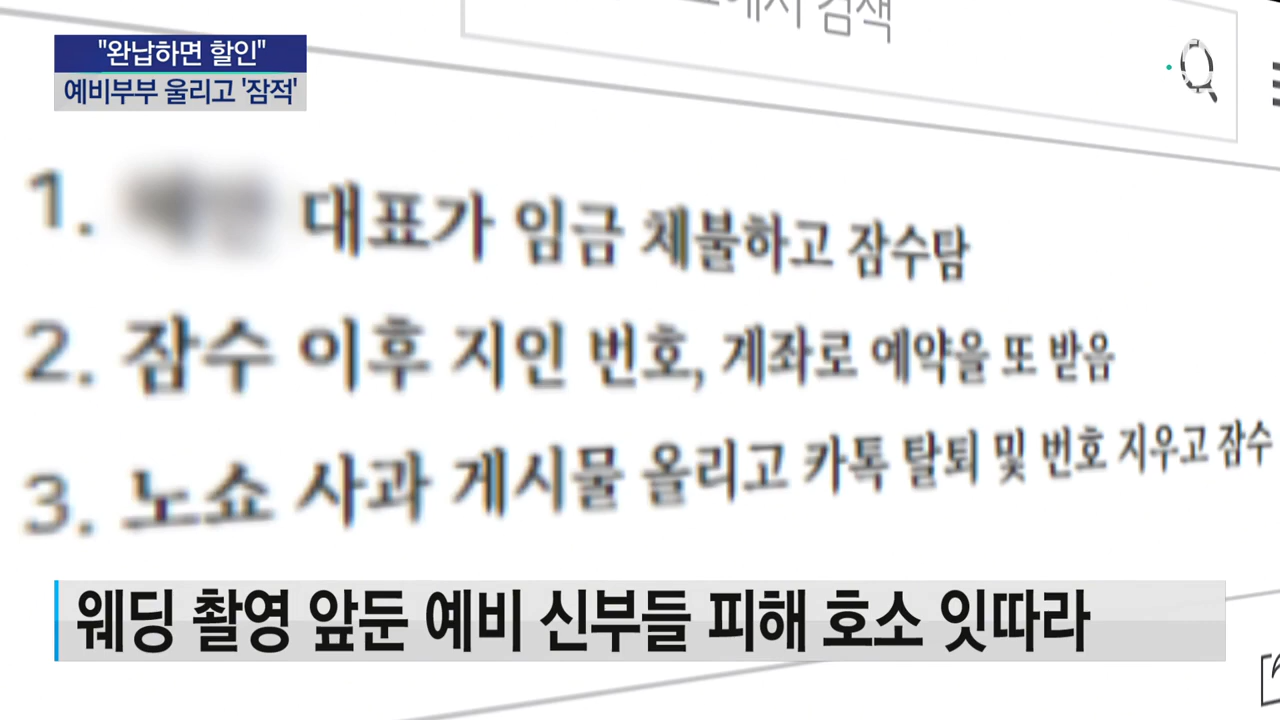 에서 검색
"완납하면 할인"
예비부부 울리고 '잠적'
1. 대표가 임금 체불하고 잠수탐
2. 잠수 이후 지인 번호, 계좌로 예약을 또 받음
3. 노쇼 사과 게시물 올리고 카톡 탈퇴 및 번호 지우고 잠수
웨딩 촬영 앞둔 예비 신부들 피해 호소 잇따라